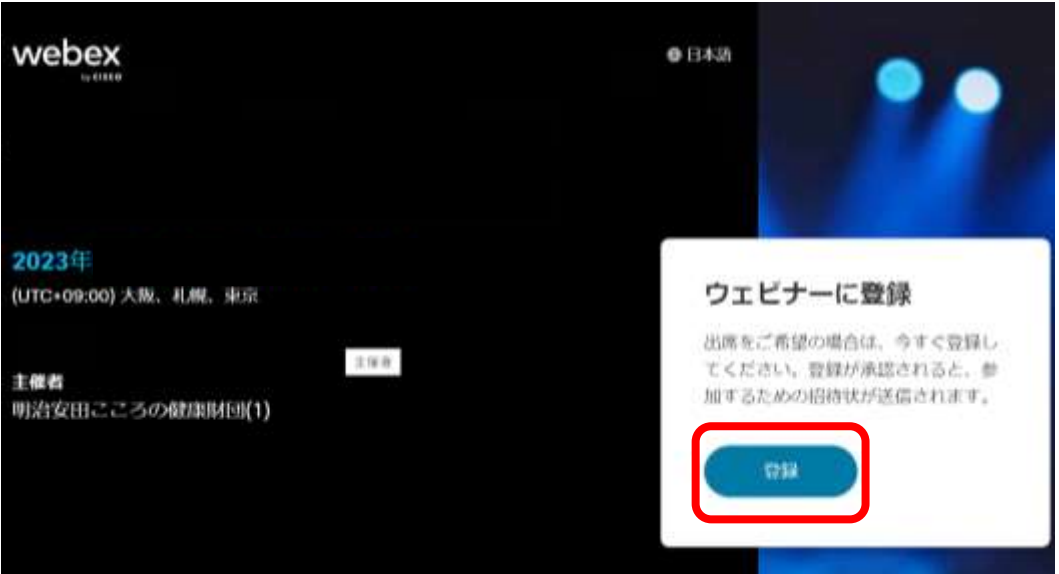 webex
by CISCO
日本語
2023年
(UTC+09:00) 大阪、札幌、東京
主催者
主催者
明治安田こころの健康財団(1)
ウェビナーに登録
出席をご希望の場合は、今すぐ登録し
てください。登録が承認されると、参
加するための招待状が送信されます。
登録